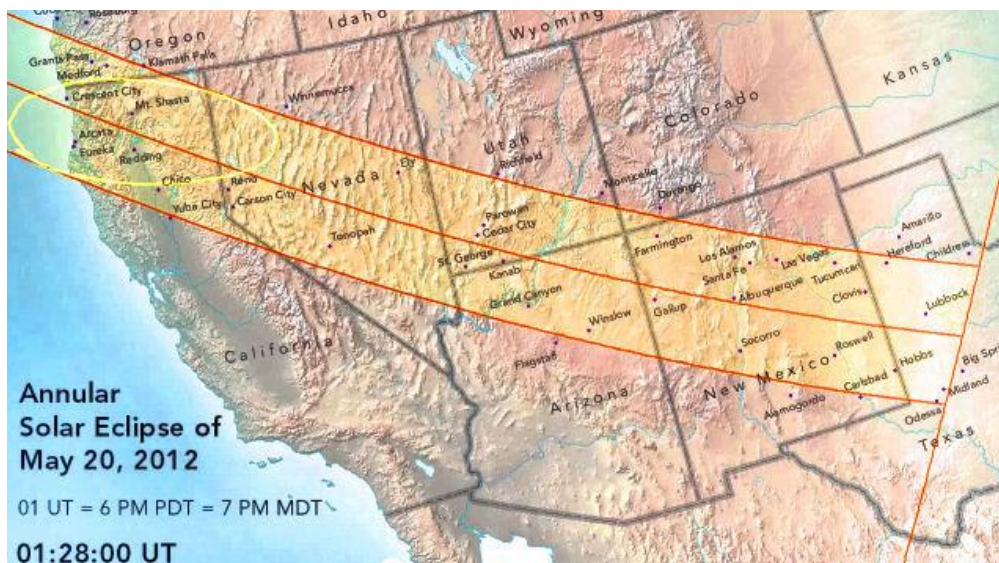 Roseburg
Oregon
Idaho
Wyoming
Grants Pass
Klamath Falls
Medford
Kansas
Crescent City
Mt. Shasta
Winnemucca
Colorado
Arcata
Eureka
Redding
Utah
Ely
Richfield
Chico
Reno
Nevada
Monticello
Durango
Yuba City
Carson City
Parowan
Cedar City
Amarillo
Tonopah
Farmington
Hereford
Childress
St. George
Los Alamos
Las Vegas
Kanab
Santa Fe
Tucumcari
Grand Canyon
Albuquerque
Clovis
Lubbock
Winslow
Gallup
California
Socorro
Roswell
Flagstaff
Hobbs
New Mexico
Big Spr
Annular
Carlsbad
Midland
Arizona
Alamogordo
Odessa
Solar Eclipse of
Texas
May 20, 2012
01 UT = 6 PM PDT = 7 PM MDT
01:28:00 UT